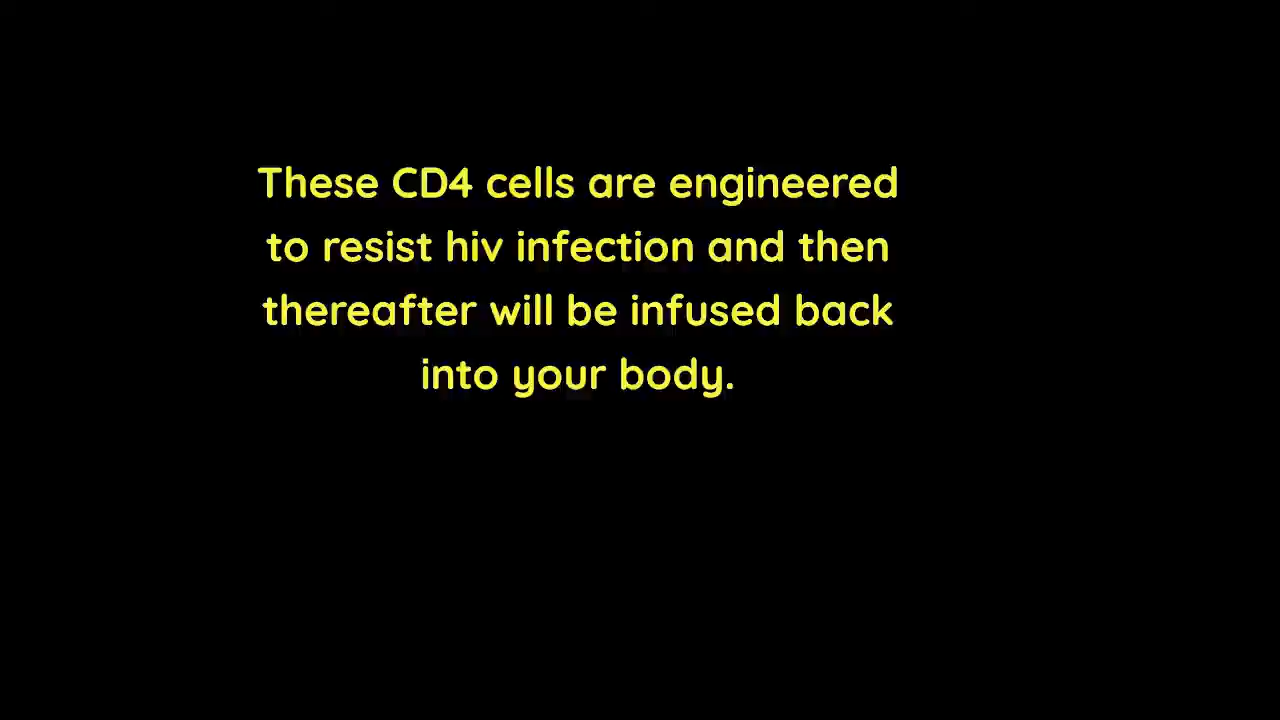 These CD4 cells are engineered
to resist hiv infection and then
thereafter will be infused back
into your body.